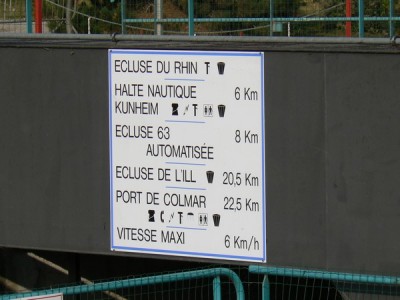 ECLUSE DU RHIN
HALTE NAUTIQUE 6 Km
KUNHEIM
ECLUSE 63 8 Km
AUTOMATISÉE
ECLUSE DE L'ILL 20,5 Km
PORT DE COLMAR 22,5 Km
VITESSE MAXI 6 Km/h